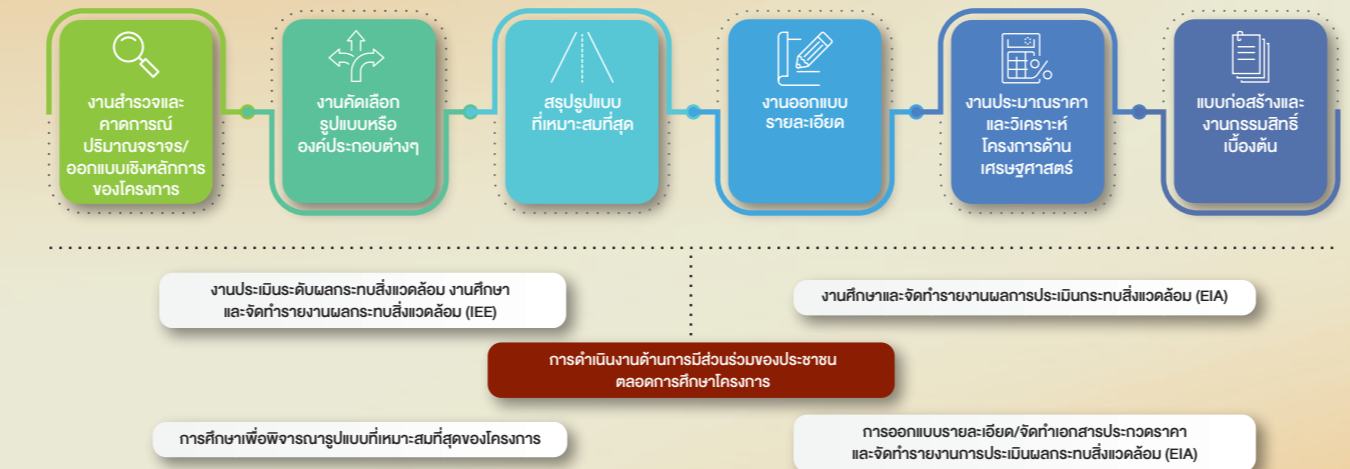 งานสำรวจและ
คาดการณ์
ปริมาณจราจร/
ออกแบบเชิงหลักการ
ของโครงการ
งานคัดเลือก
รูปแบบหรือ
องค์ประกอบต่างๆ
สรุปรูปแบบ
ที่เหมาะสมที่สุด
งานออกแบบ
รายละเอียด
งานประมาณราคา
และวิเคราะห์
โครงการด้าน
เศรษฐศาสตร์
แบบก่อสร้างและ
งานกรรมสิทธิ์
เบื้องต้น
งานประเมินระดับผลกระทบสิ่งแวดล้อม งานศึกษา
และจัดทำรายงานผลกระทบสิ่งแวดล้อม (IEE)
งานศึกษาและจัดทำรายงานผลการประเมินกระทบสิ่งแวดล้อม (EIA)
การดำเนินงานด้านการมีส่วนร่วมของประชาชน
ตลอดการศึกษาโครงการ
การศึกษาเพื่อพิจารณารูปแบบที่เหมาะสมที่สุดของโครงการ
การออกแบบรายละเอียด/จัดทำเอกสารประกวดราคา
และจัดทำรายงานการประเมินผลกระทบสิ่งแวดล้อม (EIA)